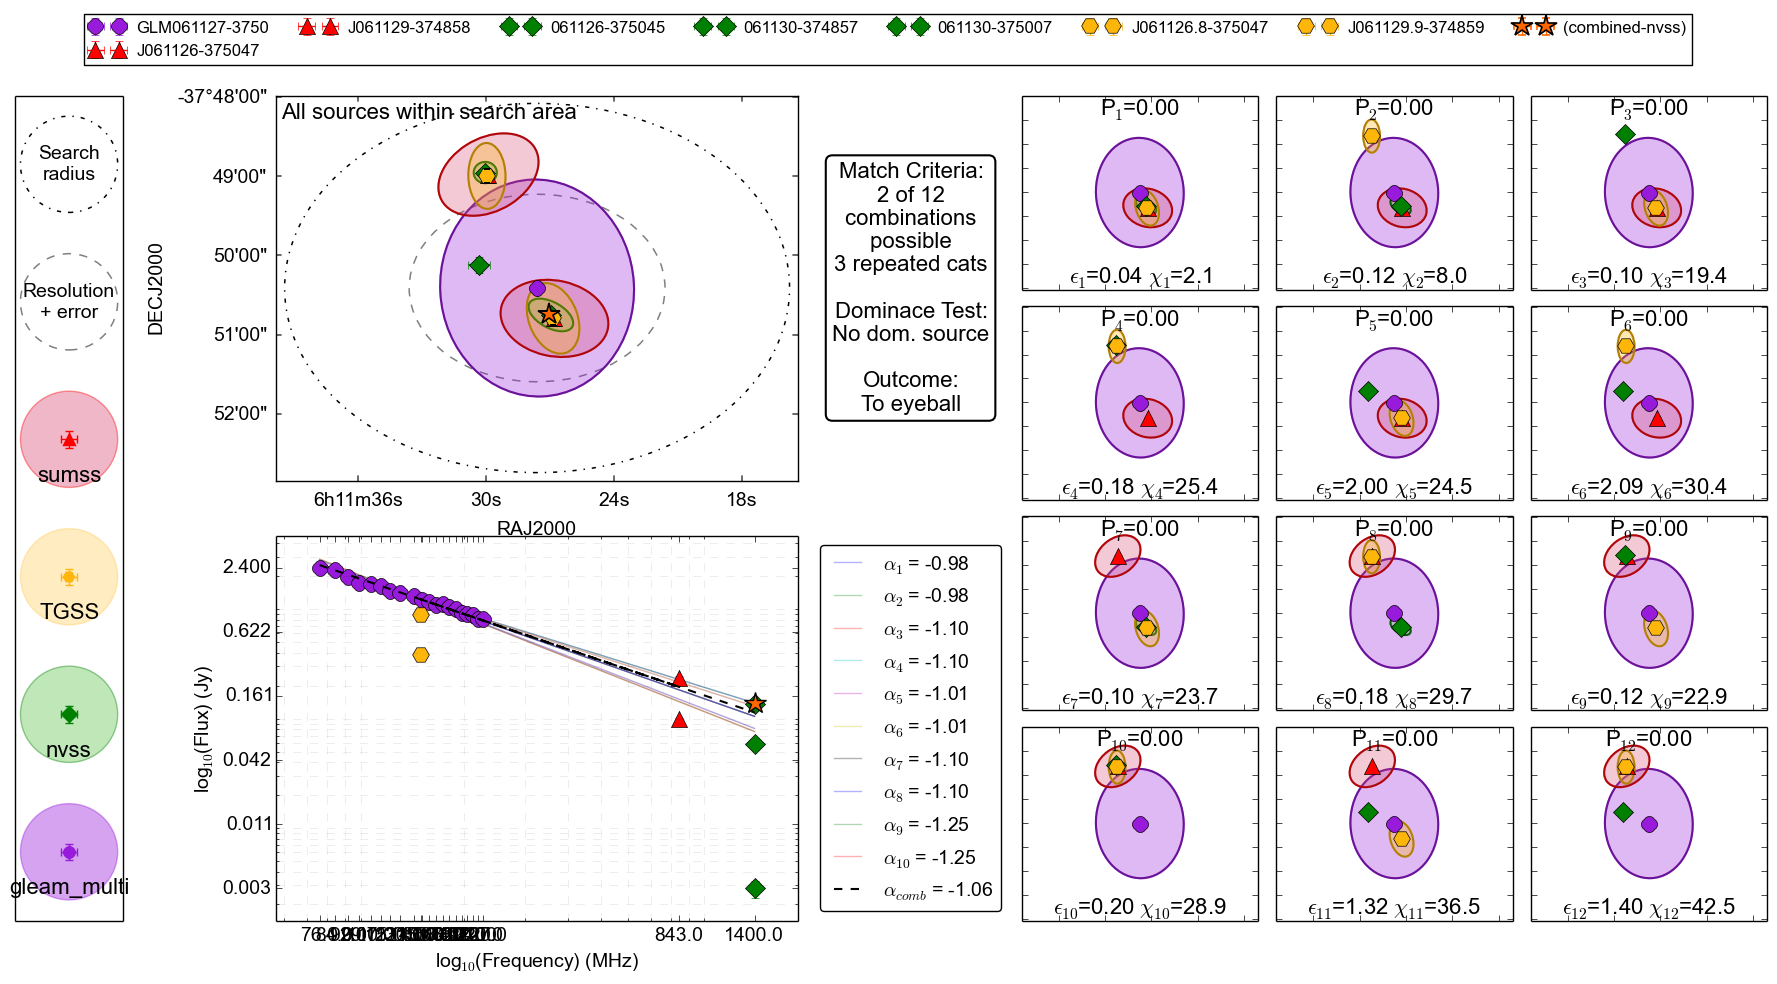 GLM061127-3750 J061129-374858 061126-375045 061130-374857 061130-375007 J061126.8-375047 J061129.9-374859 (combined-nvss)
J061126-375047
Search
radius
Resolution
+ error
sumss
TGSS
nvss
gleam_multi
All sources within search area
-37°48'00"
49'00"
50'00"
51'00"
52'00"
DECJ2000
6h11m36s 30s 24s 18s
RAJ2000
Match Criteria:
2 of 12
combinations
possible
3 repeated cats
Dominace Test:
No dom. source
Outcome:
To eyeball
2.400
0.622
0.161
0.042
0.011
0.003
log₁₀(Flux) (Jy)
843.0 1400.0
log₁₀(Frequency) (MHz)
α₁ = -0.98
α₂ = -0.98
α₃ = -1.10
α₄ = -1.10
α₅ = -1.01
α₆ = -1.01
α₇ = -1.10
α₈ = -1.10
α₉ = -1.25
α₁₀ = -1.25
α_comb = -1.06
P₁=0.00
ϵ₁=0.04 χ₁=2.1
P₂=0.00
ϵ₂=0.12 χ₂=8.0
P₃=0.00
ϵ₃=0.10 χ₃=19.4
P₄=0.00
ϵ₄=0.18 χ₄=25.4
P₅=0.00
ϵ₅=2.00 χ₅=24.5
P₆=0.00
ϵ₆=2.09 χ₆=30.4
P₇=0.00
ϵ₇=0.10 χ₇=23.7
P₈=0.00
ϵ₈=0.18 χ₈=29.7
P₉=0.00
ϵ₉=0.12 χ₉=22.9
P₁₀=0.00
ϵ₁₀=0.20 χ₁₀=28.9
P₁₁=0.00
ϵ₁₁=1.32 χ₁₁=36.5
P₁₂=0.00
ϵ₁₂=1.40 χ₁₂=42.5